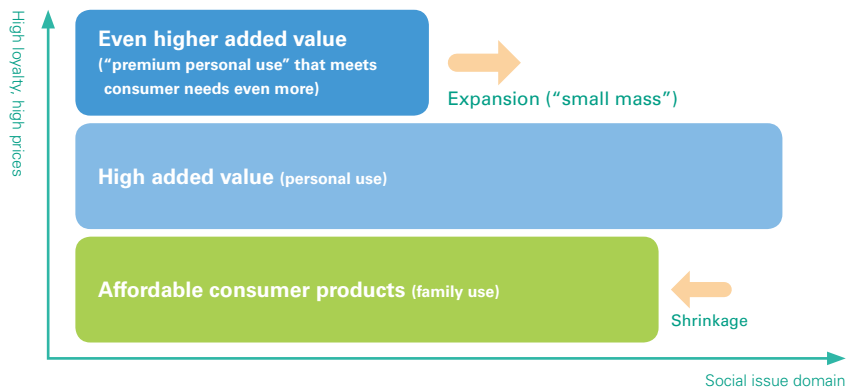 High loyalty, high prices
Even higher added value
(“premium personal use” that meets
consumer needs even more)
Expansion (“small mass”)
High added value (personal use)
Affordable consumer products (family use)
Shrinkage
Social issue domain